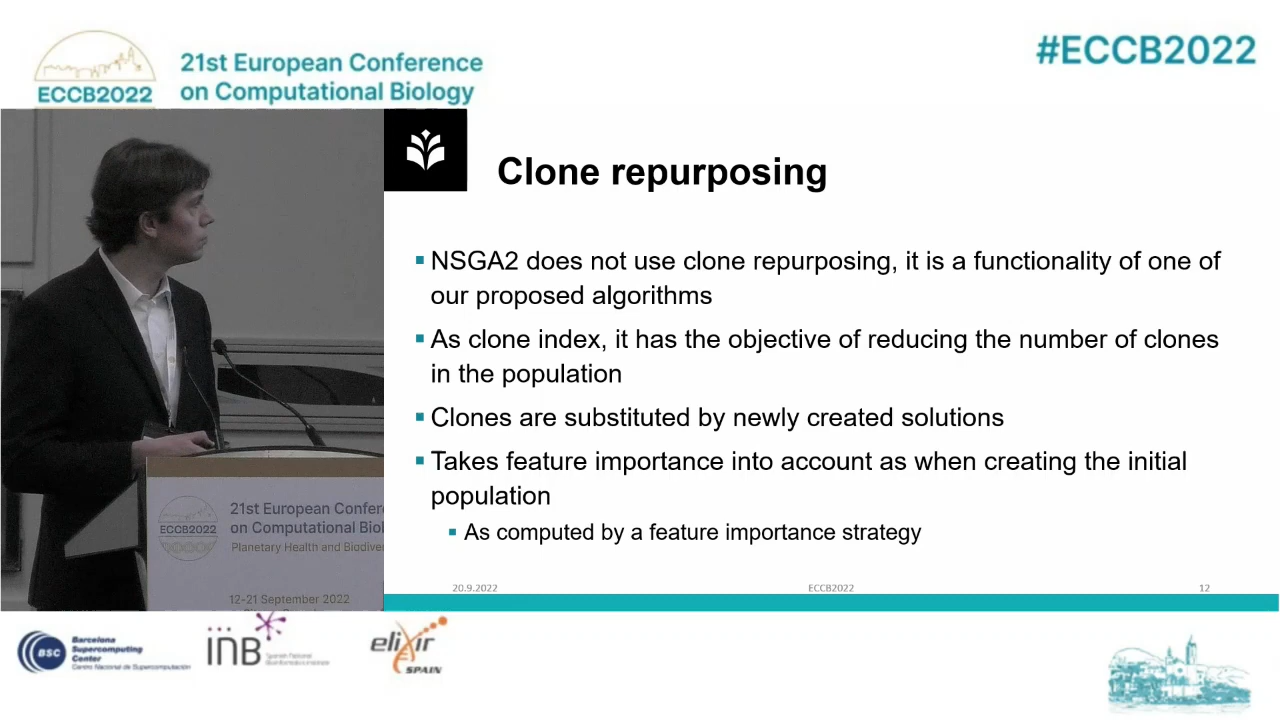 ECCB2022
21st European Conference
on Computational Biology
#ECCB2022
Clone repurposing
NSGA2 does not use clone repurposing, it is a functionality of one of
our proposed algorithms
As clone index, it has the objective of reducing the number of clones
in the population
Clones are substituted by newly created solutions
Takes feature importance into account as when creating the initial
population
As computed by a feature importance strategy
20.9.2022
ECCB2022
12
ECCB2022
21st European Confer
on Computational Biol
Planetary Health and Biodiver
12-21 September 2022
BSC
Barcelona
Supercomputing
Center
Centro Nacional de Supercomputación
INB
elixir
SPAIN